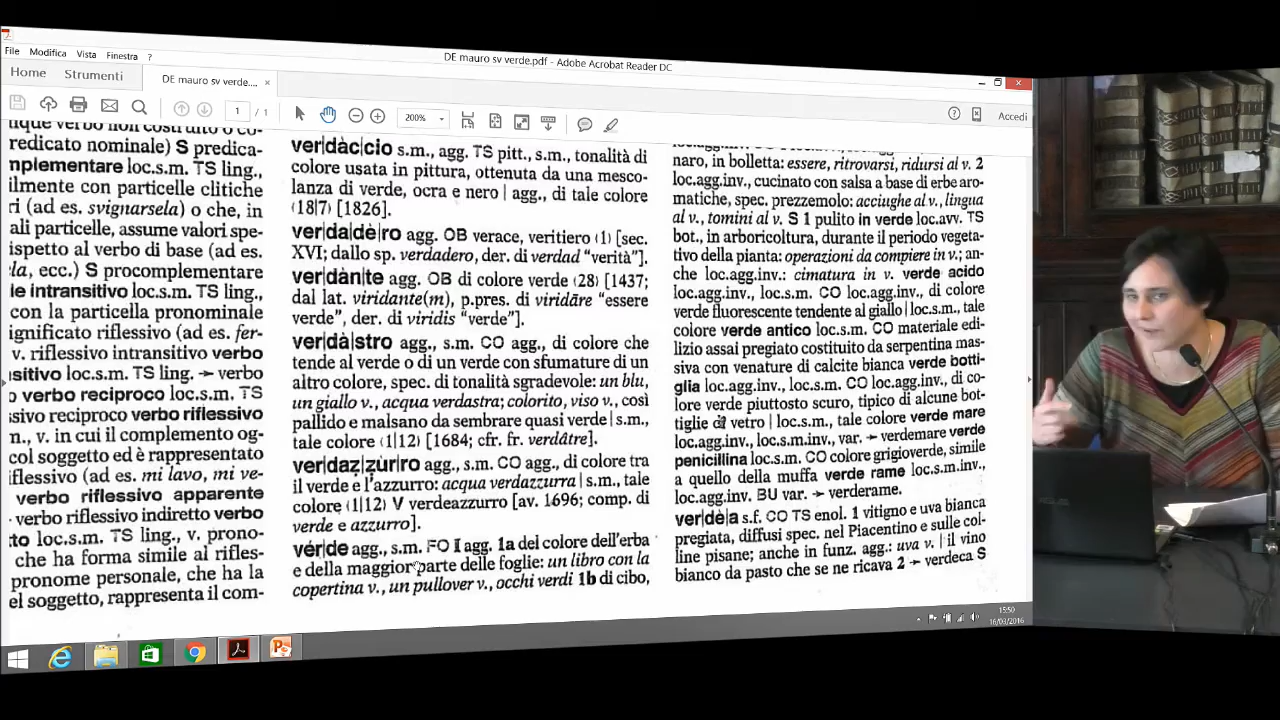 DE mauro sv verde.pdf - Adobe Acrobat Reader DC
File Modifica Vista Finestra ?
Home Strumenti DE mauro sv verde.... ×
1 / 1 200% Accedi
ique verbo non costruito o co-
redicato nominale) S predica-
mplementare loc.s.m. TS ling.,
ilmente con particelle clitiche
ri (ad es. svignarsela) o che, in
ali particelle, assume valori spe-
ispetto al verbo di base (ad es.
la, ecc.) S procomplementare
le intransitivo loc.s.m. TS ling.,
con la particella pronominale
ignificato riflessivo (ad es. fer-
v. riflessivo intransitivo verbo
sitivo loc.s.m. TS ling. → verbo
o verbo reciproco loc.s.m. TS
ssivo reciproco verbo riflessivo
n., v. in cui il complemento og-
col soggetto ed è rappresentato
iflessivo (ad es. mi lavo, mi ve-
verbo riflessivo apparente
verbo riflessivo indiretto verbo
to loc.s.m. TS ling., v. prono-
che ha forma simile al rifles-
pronome personale, che ha la
el soggetto, rappresenta il com-
ver|dàc|cio s.m., agg. TS pitt., s.m., tonalità di
colore usata in pittura, ottenuta da una mesco-
lanza di verde, ocra e nero | agg., di tale colore
(18|7) [1826].
ver|da|dè|ro agg. OB verace, veritiero (1) [sec.
XVI; dallo sp. verdadero, der. di verdad “verità”].
ver|dàn|te agg. OB di colore verde (28) [1437;
dal lat. viridante(m), p.pres. di viridāre “essere
verde”, der. di viridis “verde”].
ver|dà|stro agg., s.m. CO agg., di colore che
tende al verde o di un verde con sfumature di un
altro colore, spec. di tonalità sgradevole: un blu,
un giallo v., acqua verdastra; colorito, viso v., così
pallido e malsano da sembrare quasi verde | s.m.,
tale colore (1|12) [1684; cfr. fr. verdâtre].
ver|daẓ|ẓùr|ro agg., s.m. CO agg., di colore tra
il verde e l’azzurro: acqua verdazzurra | s.m., tale
colore (1|12) V verdeazzurro [av. 1696; comp. di
verde e azzurro].
vér|de agg., s.m. FO I agg. 1a del colore dell’erba
e della maggior parte delle foglie: un libro con la
copertina v., un pullover v., occhi verdi 1b di cibo,
naro, in bolletta: essere, ritrovarsi, ridursi al v. 2
loc.agg.inv., cucinato con salsa a base di erbe aro-
matiche, spec. prezzemolo: acciughe al v., lingua
al v., tomini al v. S 1 pulito in verde loc.avv. TS
bot., in arboricoltura, durante il periodo vegeta-
tivo della pianta: operazioni da compiere in v.; an-
che loc.agg.inv.: cimatura in v. verde acido
loc.agg.inv., loc.s.m. CO loc.agg.inv., di colore
verde fluorescente tendente al giallo | loc.s.m., tale
colore verde antico loc.s.m. CO materiale edi-
lizio assai pregiato costituito da serpentina mas-
siva con venature di calcite bianca verde botti-
glia loc.agg.inv., loc.s.m. CO loc.agg.inv., di co-
lore verde piuttosto scuro, tipico di alcune bot-
tiglie di vetro | loc.s.m., tale colore verde mare
loc.agg.inv., loc.s.m.inv., var. → verdemare verde
penicillina loc.s.m. CO colore grigioverde, simile
a quello della muffa verde rame loc.s.m.inv.,
loc.agg.inv. BU var. → verderame.
ver|dè|a s.f. CO TS enol. 1 vitigno e uva bianca
pregiata, diffusi spec. nel Piacentino e sulle col-
line pisane; anche in funz. agg.: uva v. | il vino
bianco da pasto che se ne ricava 2 → verdeca S
15:50
16/03/2016